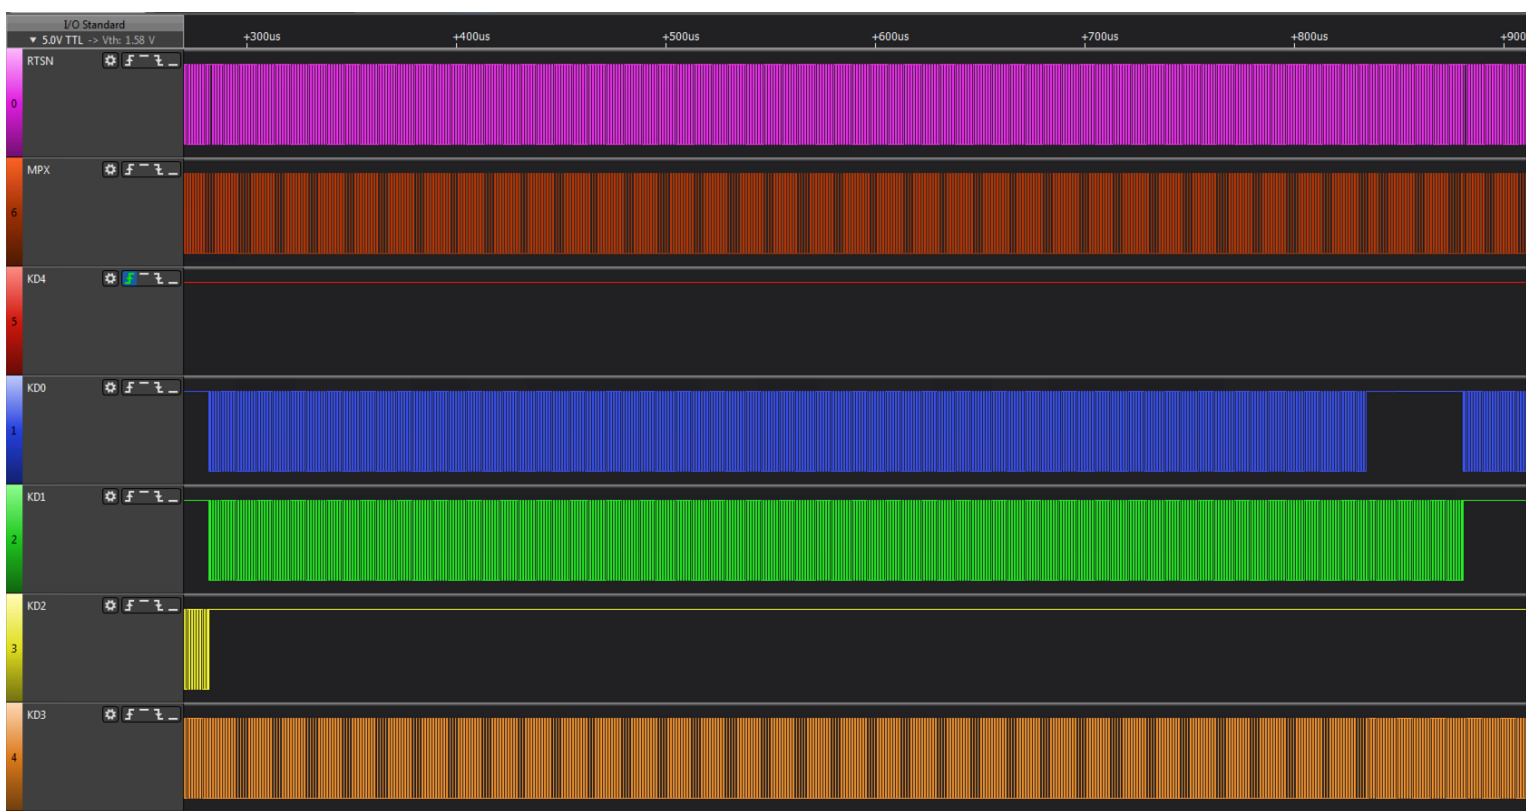 I/O Standard
▼ 5.0V TTL -> Vth: 1.58 V
+300us +400us +500us +600us +700us +800us +900
RTSN
0
MPX
6
KD4
5
KD0
1
KD1
2
KD2
3
KD3
4